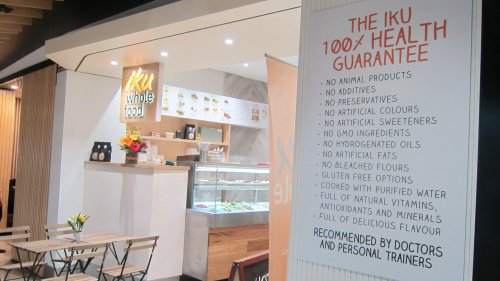 iku
whole
food
THE IKU
100% HEALTH
GUARANTEE
- NO ANIMAL PRODUCTS
- NO ADDITIVES
- NO PRESERVATIVES
- NO ARTIFICIAL COLOURS
- NO ARTIFICIAL SWEETENERS
- NO GMO INGREDIENTS
- NO HYDROGENATED OILS
- NO ARTIFICIAL FATS
- NO BLEACHED FLOURS
- GLUTEN FREE OPTIONS
- COOKED WITH PURIFIED WATER
- FULL OF NATURAL VITAMINS,
ANTIOXIDANTS AND MINERALS
- FULL OF DELICIOUS FLAVOUR
RECOMMENDED BY DOCTORS
AND PERSONAL TRAINERS